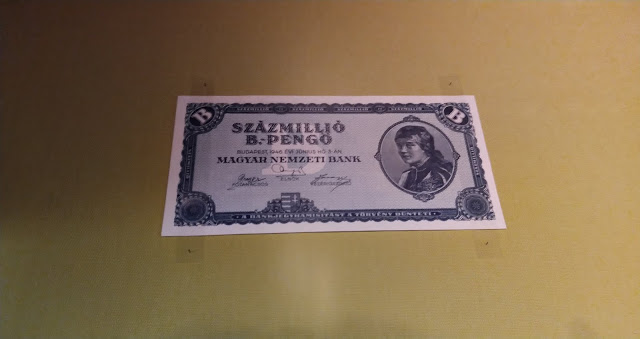 B B
SZÁZMILLIÓ
B.-PENGŐ
BUDAPEST, 1946. ÉVI JÚNIUS HÓ 3-ÁN
MAGYAR NEMZETI BANK
A BANKJEGYHAMISÍTÁST A TÖRVÉNY BÜNTETI